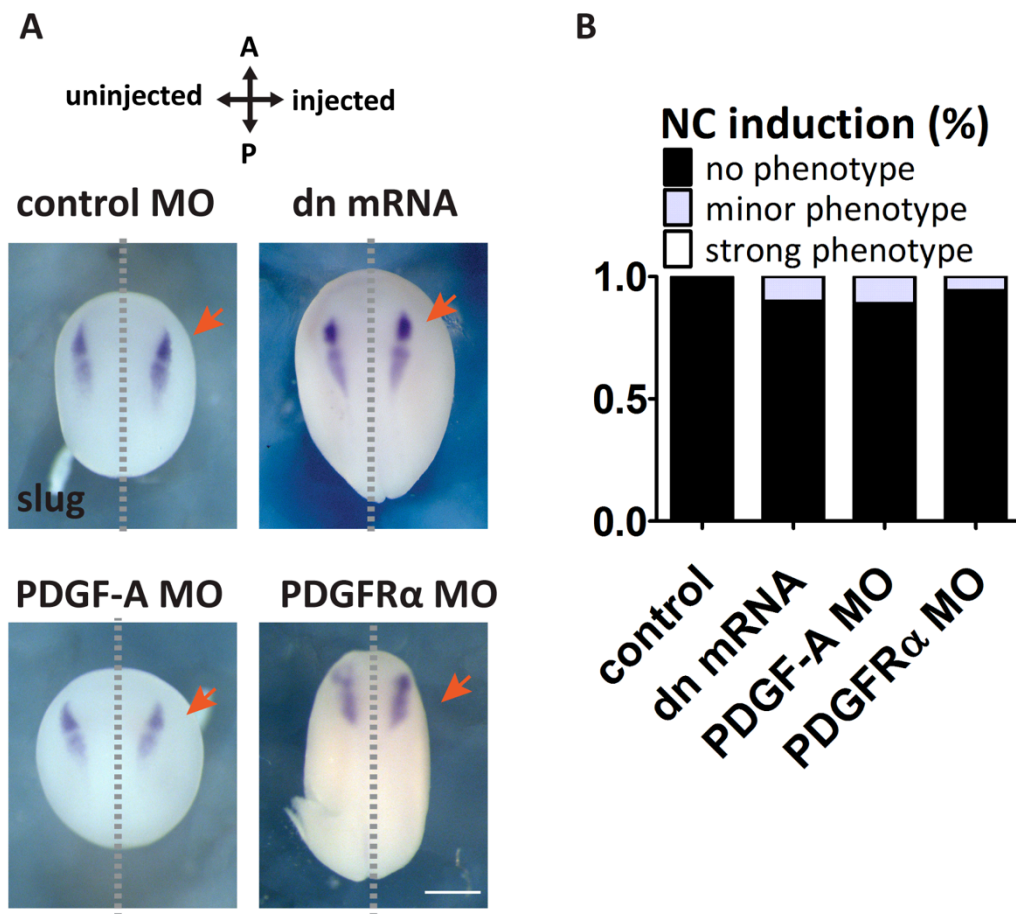 A
A
uninjected injected
P
control MO dn mRNA
slug
PDGF-A MO PDGFRα MO
B
NC induction (%)
no phenotype
minor phenotype
strong phenotype
1.0
0.5
0.0
control
dn mRNA
PDGF-A MO
PDGFRα MO